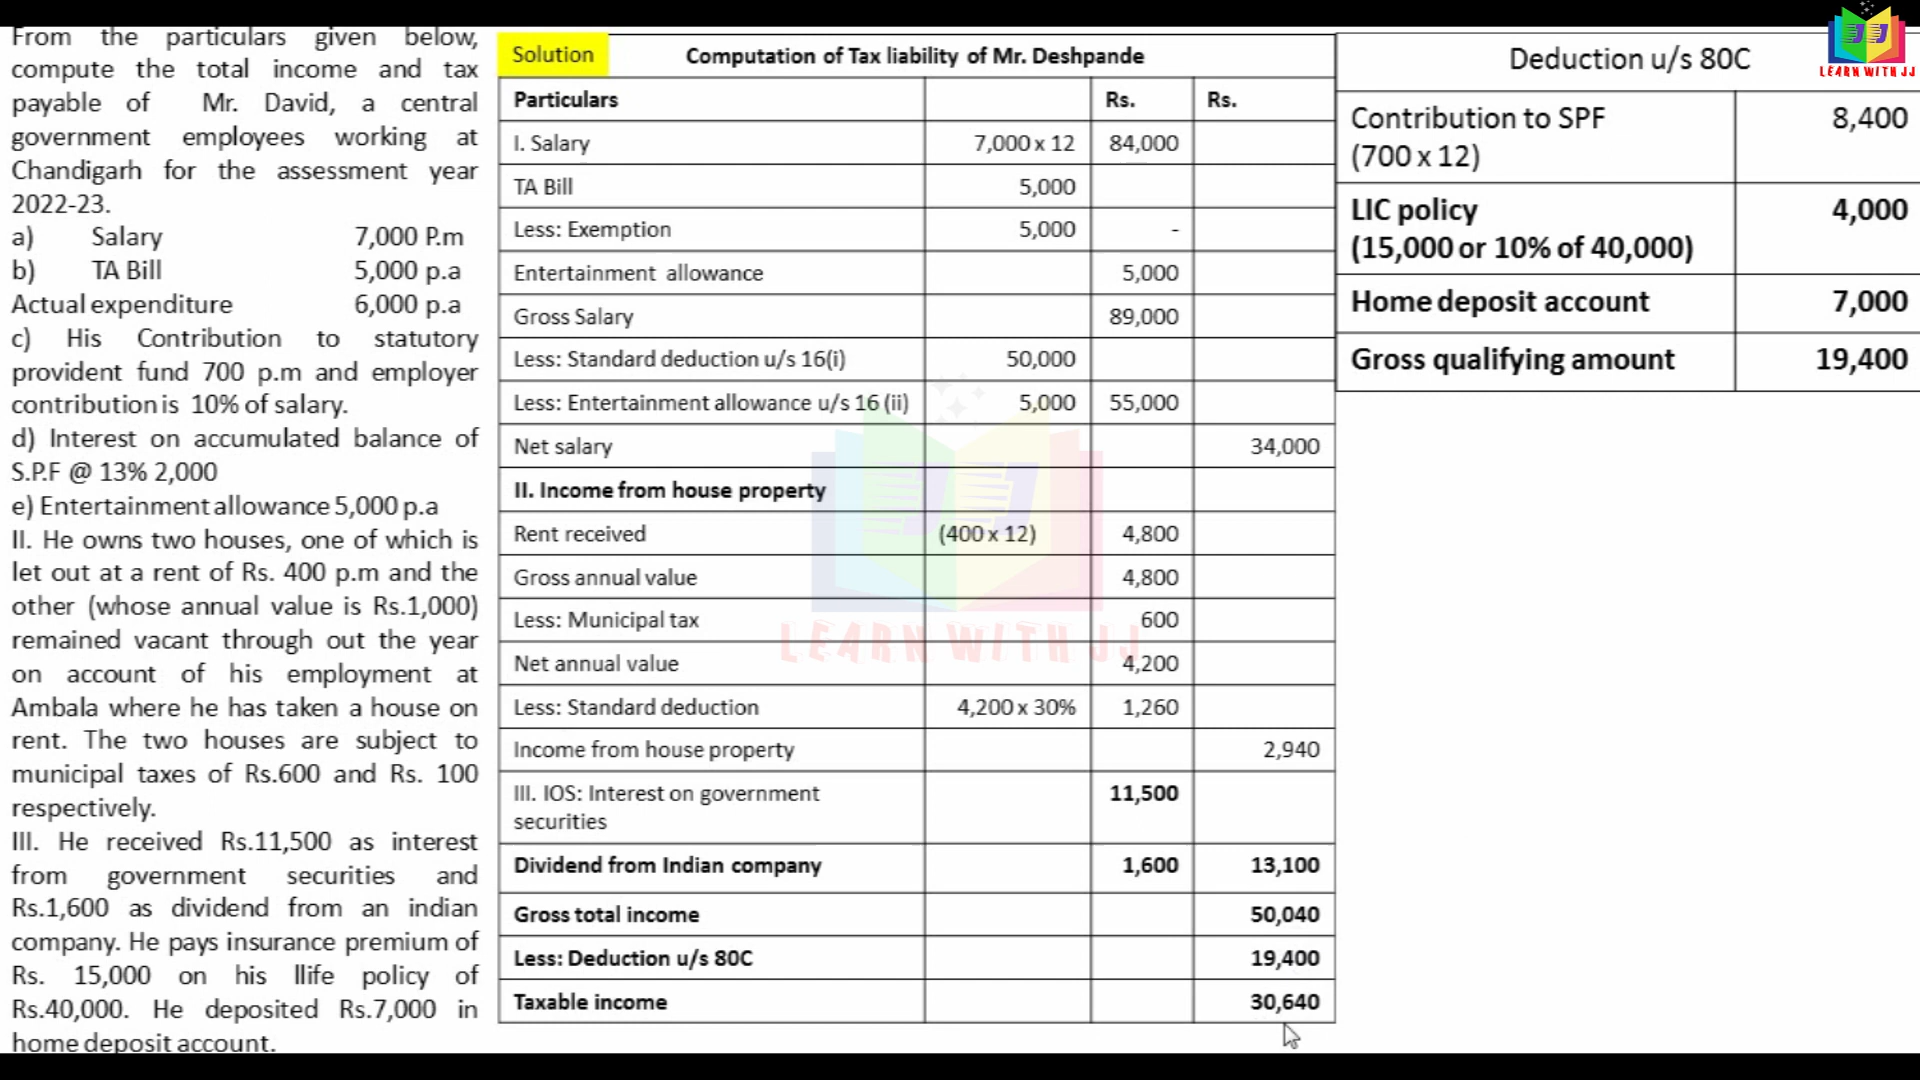 From the particulars given below,
compute the total income and tax
payable of Mr. David, a central
government employees working at
Chandigarh for the assessment year
2022-23.
a) Salary 7,000 P.m
b) TA Bill 5,000 p.a
Actual expenditure 6,000 p.a
c) His Contribution to statutory
provident fund 700 p.m and employer
contribution is 10% of salary.
d) Interest on accumulated balance of
S.P.F @ 13% 2,000
e) Entertainment allowance 5,000 p.a
II. He owns two houses, one of which is
let out at a rent of Rs. 400 p.m and the
other (whose annual value is Rs.1,000)
remained vacant through out the year
on account of his employment at
Ambala where he has taken a house on
rent. The two houses are subject to
municipal taxes of Rs.600 and Rs. 100
respectively.
III. He received Rs.11,500 as interest
from government securities and
Rs.1,600 as dividend from an indian
company. He pays insurance premium of
Rs. 15,000 on his llife policy of
Rs.40,000. He deposited Rs.7,000 in
home deposit account.
Solution Computation of Tax liability of Mr. Deshpande
Particulars Rs. Rs.
I. Salary 7,000 x 12 84,000
TA Bill 5,000
Less: Exemption 5,000 -
Entertainment allowance 5,000
Gross Salary 89,000
Less: Standard deduction u/s 16(i) 50,000
Less: Entertainment allowance u/s 16 (ii) 5,000 55,000
Net salary 34,000
II. Income from house property
Rent received (400 x 12) 4,800
Gross annual value 4,800
Less: Municipal tax 600
Net annual value 4,200
Less: Standard deduction 4,200 x 30% 1,260
Income from house property 2,940
III. IOS: Interest on government 11,500
securities
Dividend from Indian company 1,600 13,100
Gross total income 50,040
Less: Deduction u/s 80C 19,400
Taxable income 30,640
JJ
LEARN WITH JJ
Deduction u/s 80C
Contribution to SPF 8,400
(700 x 12)
LIC policy 4,000
(15,000 or 10% of 40,000)
Home deposit account 7,000
Gross qualifying amount 19,400
JJ
LEARN WITH JJ